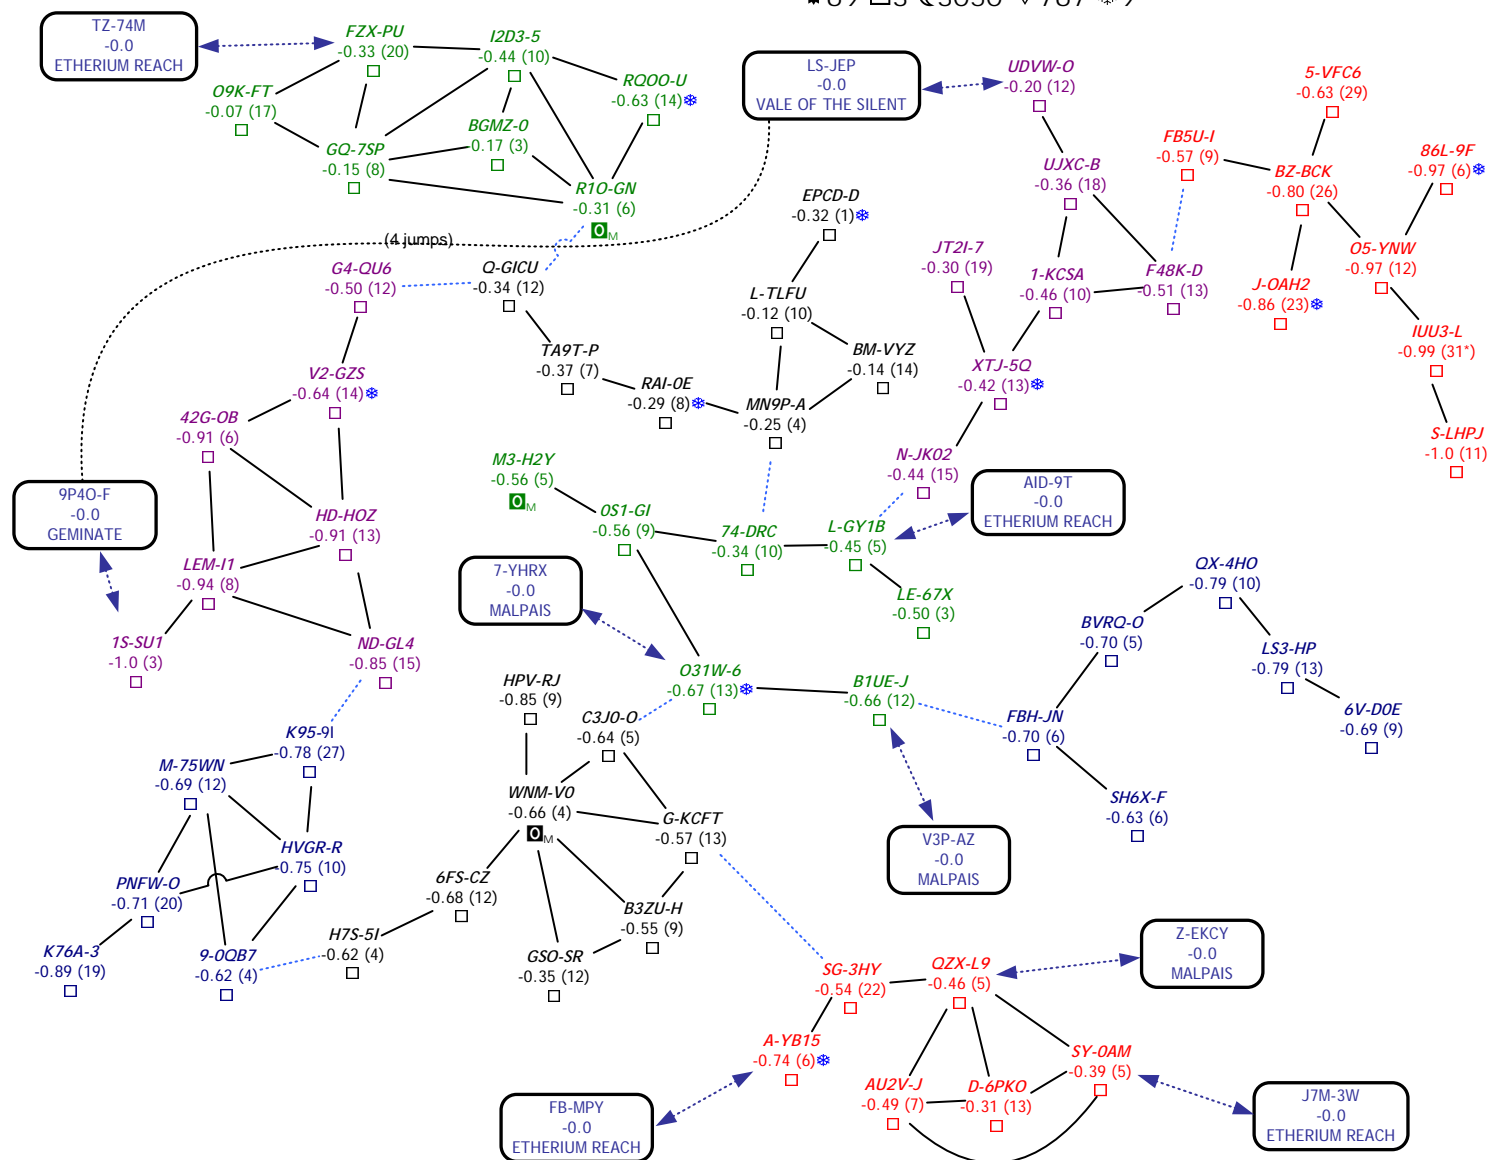 89 3 3030 787 9
TZ-74M
-0.0
ETHERIUM REACH
FZX-PU
-0.33 (20)
I2D3-5
-0.44 (10)
RQOO-U
-0.63 (14)
O9K-FT
-0.07 (17)
BGMZ-0
0.17 (3)
GQ-7SP
-0.15 (8)
R1O-GN
-0.31 (6)
0M
LS-JEP
-0.0
VALE OF THE SILENT
UDVW-O
-0.20 (12)
5-VFC6
-0.63 (29)
FB5U-I
-0.57 (9)
86L-9F
-0.97 (6)
UJXC-B
-0.36 (18)
BZ-BCK
-0.80 (26)
EPCD-D
-0.32 (1)
(4 jumps)
G4-QU6
-0.50 (12)
Q-GICU
-0.34 (12)
JT2I-7
-0.30 (19)
1-KCSA
-0.46 (10)
F48K-D
-0.51 (13)
O5-YNW
-0.97 (12)
J-OAH2
-0.86 (23)
L-TLFU
-0.12 (10)
IUU3-L
-0.99 (31*)
TA9T-P
-0.37 (7)
BM-VYZ
-0.14 (14)
V2-GZS
-0.64 (14)
RAI-0E
-0.29 (8)
XTJ-5Q
-0.42 (13)
MN9P-A
-0.25 (4)
42G-OB
-0.91 (6)
S-LHPJ
-1.0 (11)
M3-H2Y
-0.56 (5)
0M
N-JK02
-0.44 (15)
9P4O-F
-0.0
GEMINATE
AID-9T
-0.0
ETHERIUM REACH
HD-HOZ
-0.91 (13)
0S1-GI
-0.56 (9)
74-DRC
-0.34 (10)
L-GY1B
-0.45 (5)
LEM-I1
-0.94 (8)
7-YHRX
-0.0
MALPAIS
LE-67X
-0.50 (3)
QX-4HO
-0.79 (10)
BVRQ-O
-0.70 (5)
1S-SU1
-1.0 (3)
ND-GL4
-0.85 (15)
LS3-HP
-0.79 (13)
HPV-RJ
-0.85 (9)
O31W-6
-0.67 (13)
B1UE-J
-0.66 (12)
6V-D0E
-0.69 (9)
C3J0-O
-0.64 (5)
FBH-JN
-0.70 (6)
K95-9I
-0.78 (27)
M-75WN
-0.69 (12)
WNM-V0
-0.66 (4)
0M
SH6X-F
-0.63 (6)
G-KCFT
-0.57 (13)
V3P-AZ
-0.0
MALPAIS
HVGR-R
-0.75 (10)
PNFW-O
-0.71 (20)
6FS-CZ
-0.68 (12)
B3ZU-H
-0.55 (9)
H7S-5I
-0.62 (4)
K76A-3
-0.89 (19)
9-0QB7
-0.62 (4)
GSO-SR
-0.35 (12)
SG-3HY
-0.54 (22)
QZX-L9
-0.46 (5)
Z-EKCY
-0.0
MALPAIS
A-YB15
-0.74 (6)
SY-0AM
-0.39 (5)
AU2V-J
-0.49 (7)
D-6PKO
-0.31 (13)
FB-MPY
-0.0
ETHERIUM REACH
J7M-3W
-0.0
ETHERIUM REACH